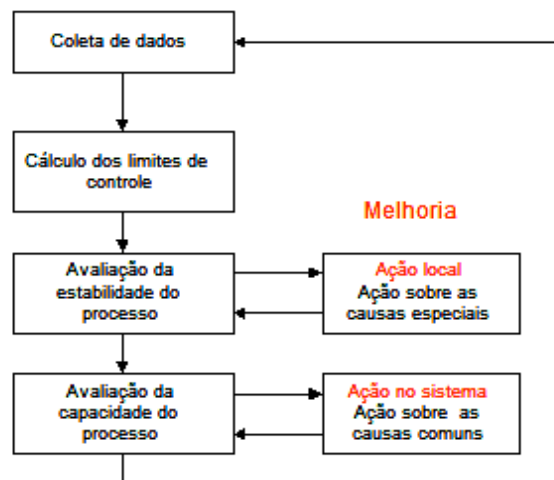 Coleta de dados
Cálculo dos limites de
controle
Melhoria
Avaliação da
estabilidade do
processo
Ação local
Ação sobre as
causas especiais
Avaliação da
capacidade do
processo
Ação no sistema
Ação sobre as
causas comuns